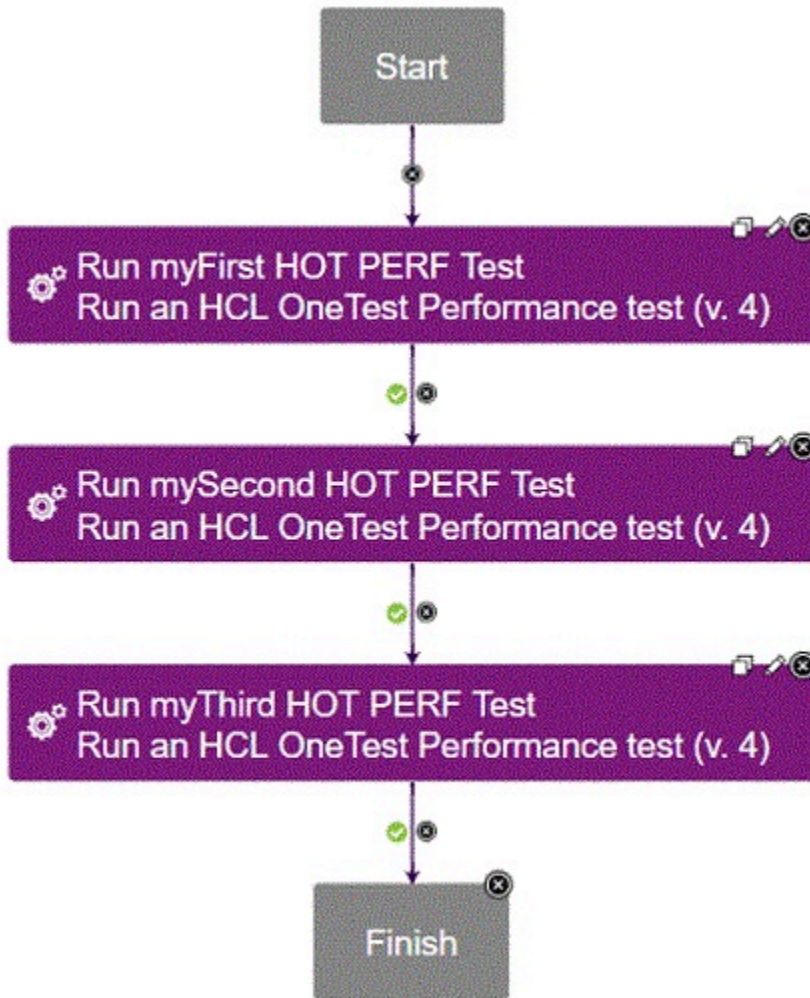 Start
Run myFirst HOT PERF Test
Run an HCL OneTest Performance test (v. 4)
Run mySecond HOT PERF Test
Run an HCL OneTest Performance test (v. 4)
Run myThird HOT PERF Test
Run an HCL OneTest Performance test (v. 4)
Finish